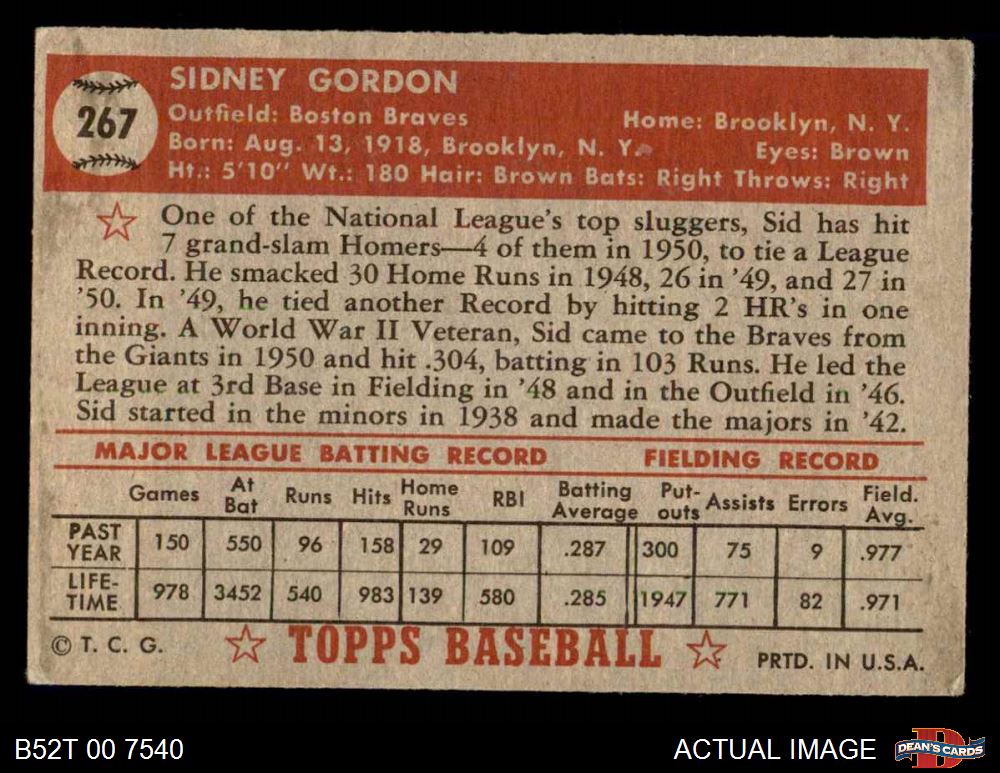 SIDNEY GORDON
267
Outfield: Boston Braves Home: Brooklyn, N. Y.
Born: Aug. 13, 1918, Brooklyn, N. Y. Eyes: Brown
Ht.: 5'10" Wt.: 180 Hair: Brown Bats: Right Throws: Right
One of the National League's top sluggers, Sid has hit
7 grand-slam Homers—4 of them in 1950, to tie a League
Record. He smacked 30 Home Runs in 1948, 26 in '49, and 27 in
'50. In '49, he tied another Record by hitting 2 HR's in one
inning. A World War II Veteran, Sid came to the Braves from
the Giants in 1950 and hit .304, batting in 103 Runs. He led the
League at 3rd Base in Fielding in '48 and in the Outfield in '46.
Sid started in the minors in 1938 and made the majors in '42.
MAJOR LEAGUE BATTING RECORD FIELDING RECORD
Games At Bat Runs Hits Home Runs RBI Batting Average Put-outs Assists Errors Field. Avg.
PAST YEAR 150 550 96 158 29 109 .287 300 75 9 .977
LIFE-TIME 978 3452 540 983 139 580 .285 1947 771 82 .971
© T. C. G. TOPPS BASEBALL PRTD. IN U.S.A.
B52T 00 7540 ACTUAL IMAGE D DEAN'S CARDS